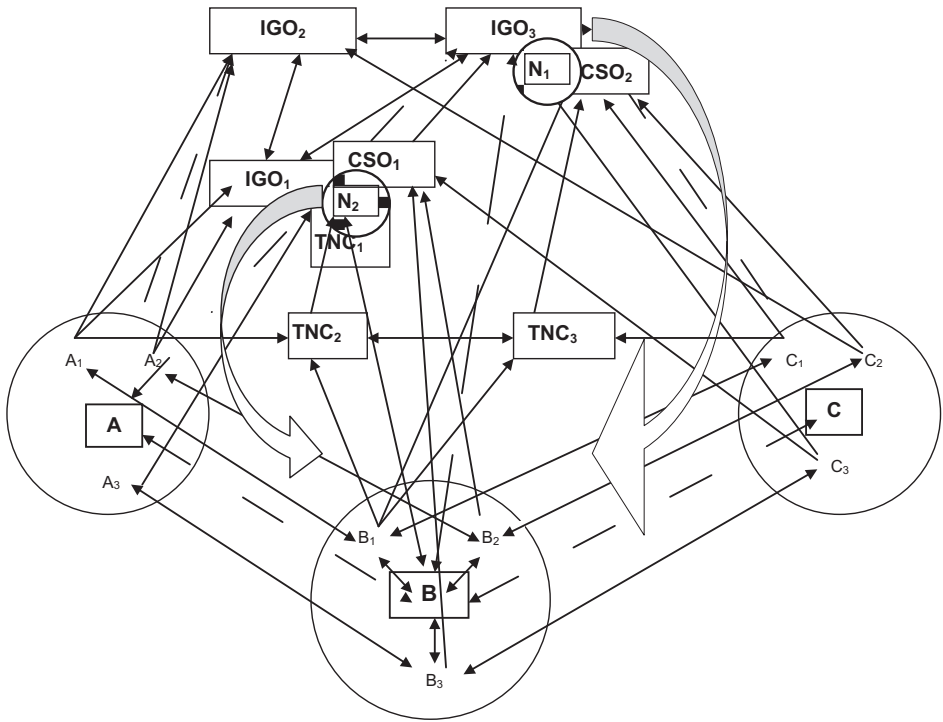 IGO₂
IGO₃
N₁
CSO₂
CSO₁
IGO₁
N₂
TNC₁
TNC₂
TNC₃
A₁
A₂
C₁
C₂
A
C
A₃
C₃
B₁
B₂
B
B₃